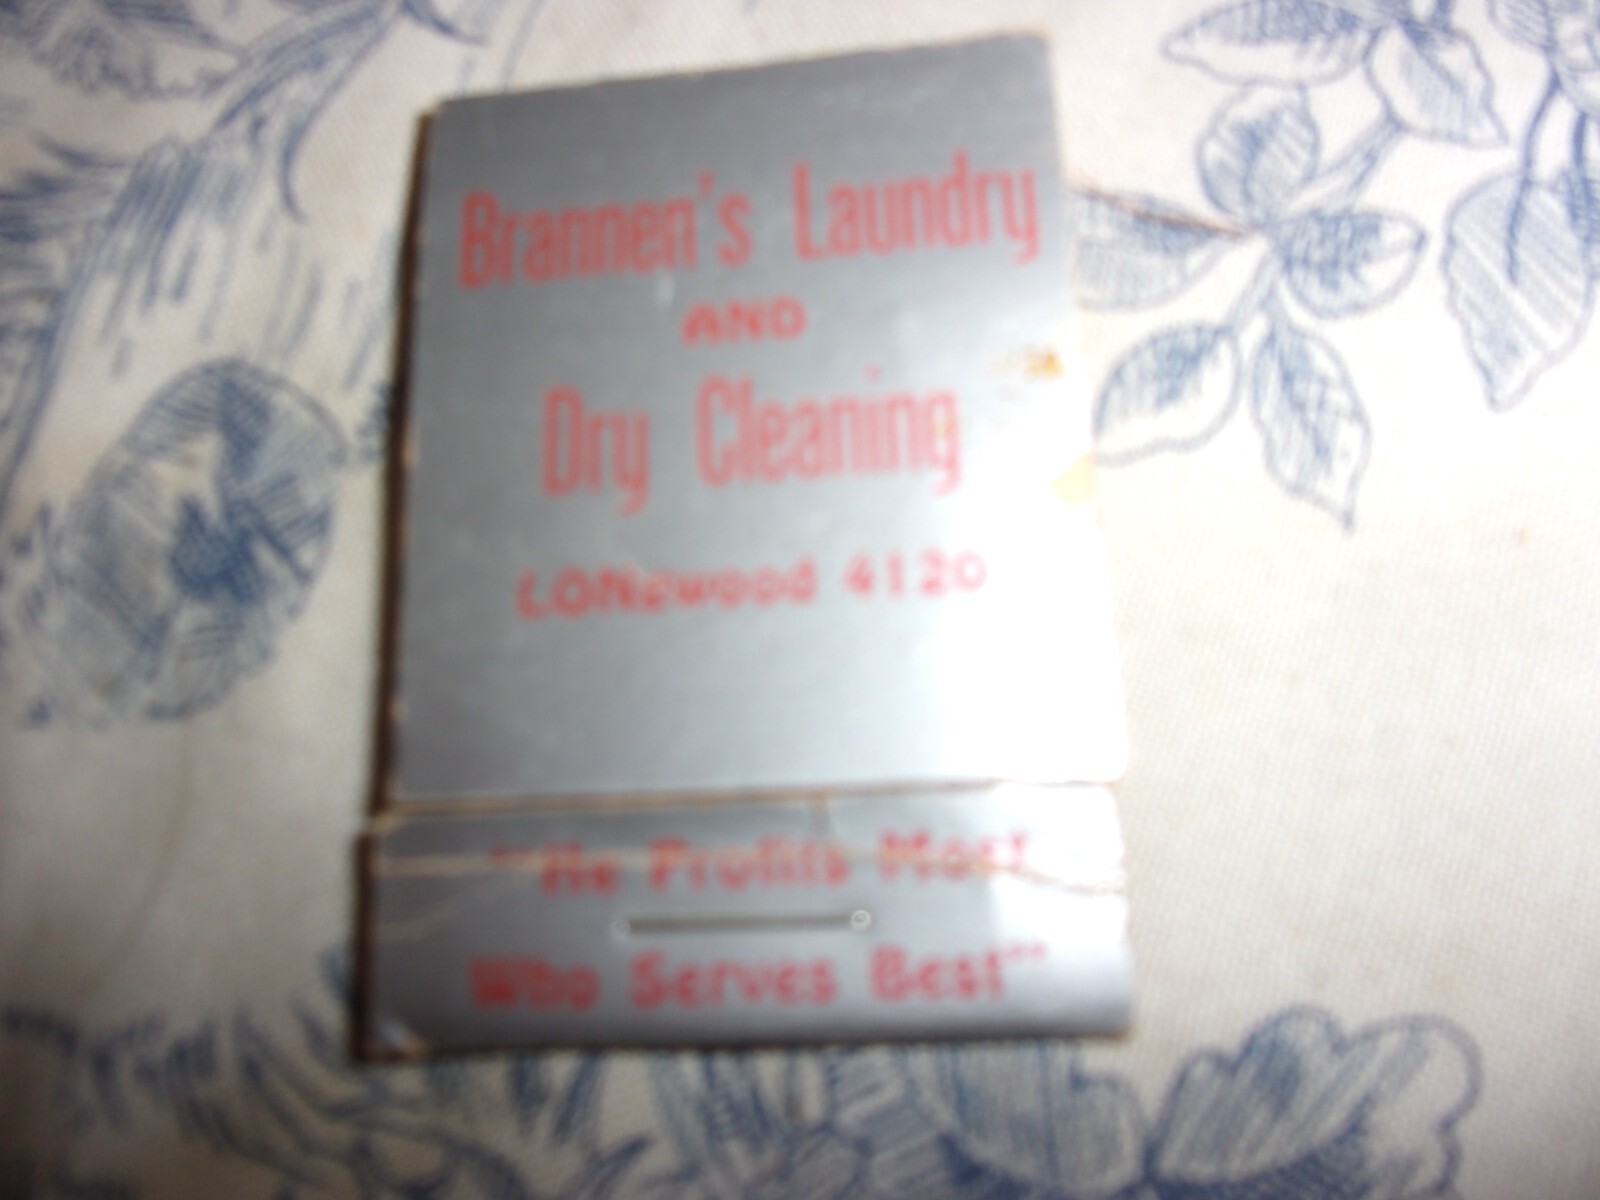 Brannen's Laundry
AND
Dry Cleaning
LONgwood 4120
"He Profits Most
Who Serves Best"